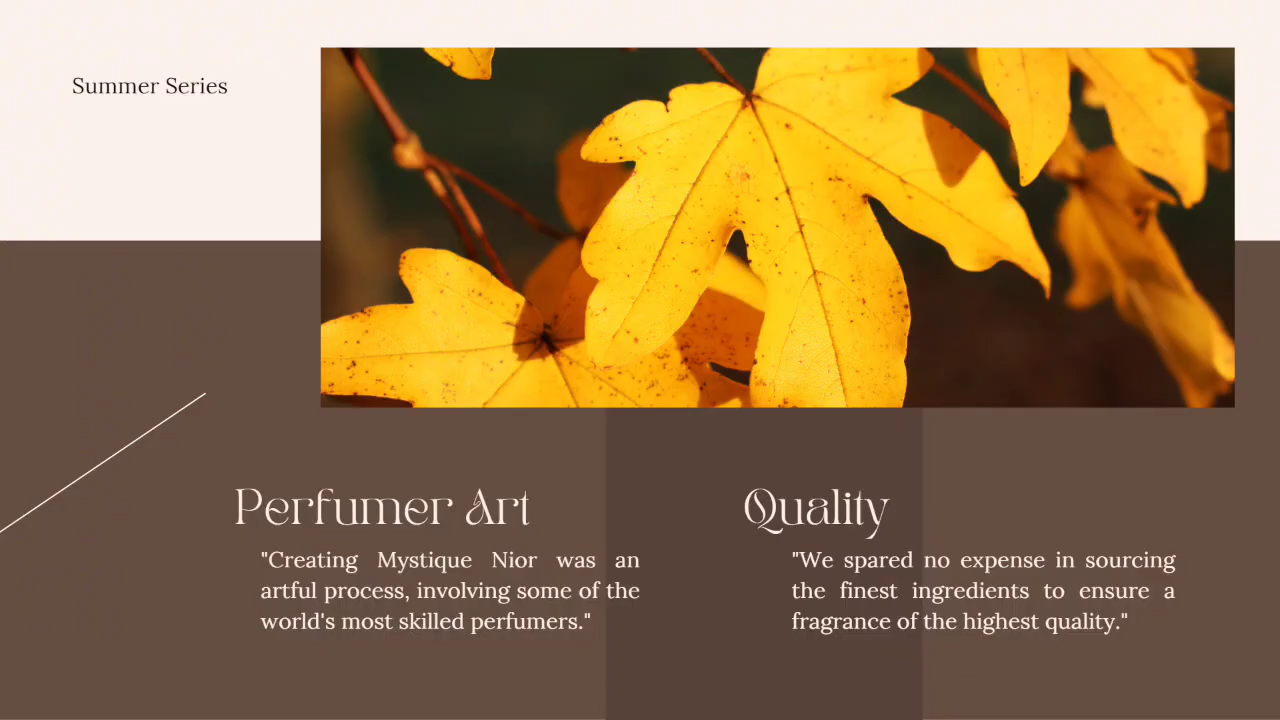 Summer Series
Perfumer Art
"Creating Mystique Nior was an
artful process, involving some of the
world's most skilled perfumers."
Quality
"We spared no expense in sourcing
the finest ingredients to ensure a
fragrance of the highest quality."